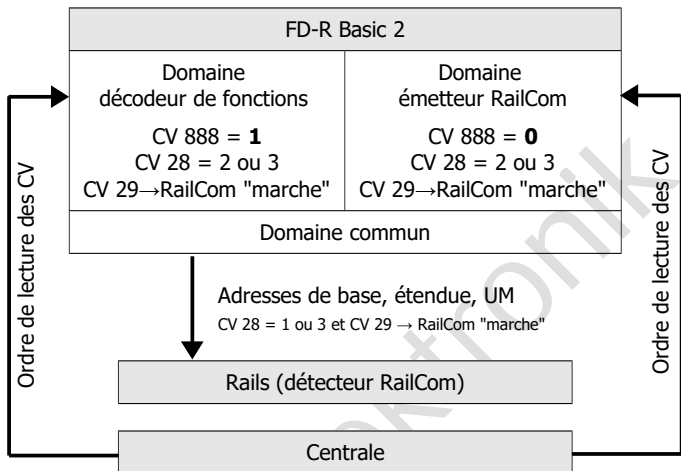 FD-R Basic 2
Domaine
décodeur de fonctions
CV 888 = 1
CV 28 = 2 ou 3
CV 29→RailCom "marche"
Domaine
émetteur RailCom
CV 888 = 0
CV 28 = 2 ou 3
CV 29→RailCom "marche"
Domaine commun
Ordre de lecture des CV
Ordre de lecture des CV
Adresses de base, étendue, UM
CV 28 = 1 ou 3 et CV 29 → RailCom "marche"
Rails (détecteur RailCom)
Centrale